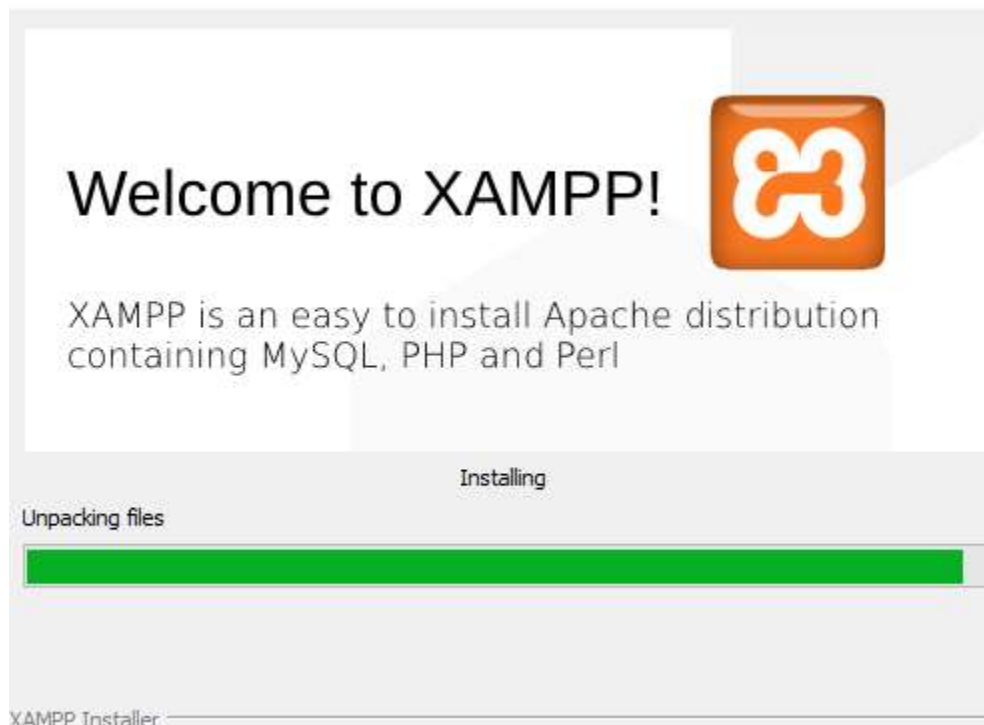 Welcome to XAMPP!
XAMPP is an easy to install Apache distribution
containing MySQL, PHP and Perl
Installing
Unpacking files
XAMPP Installer